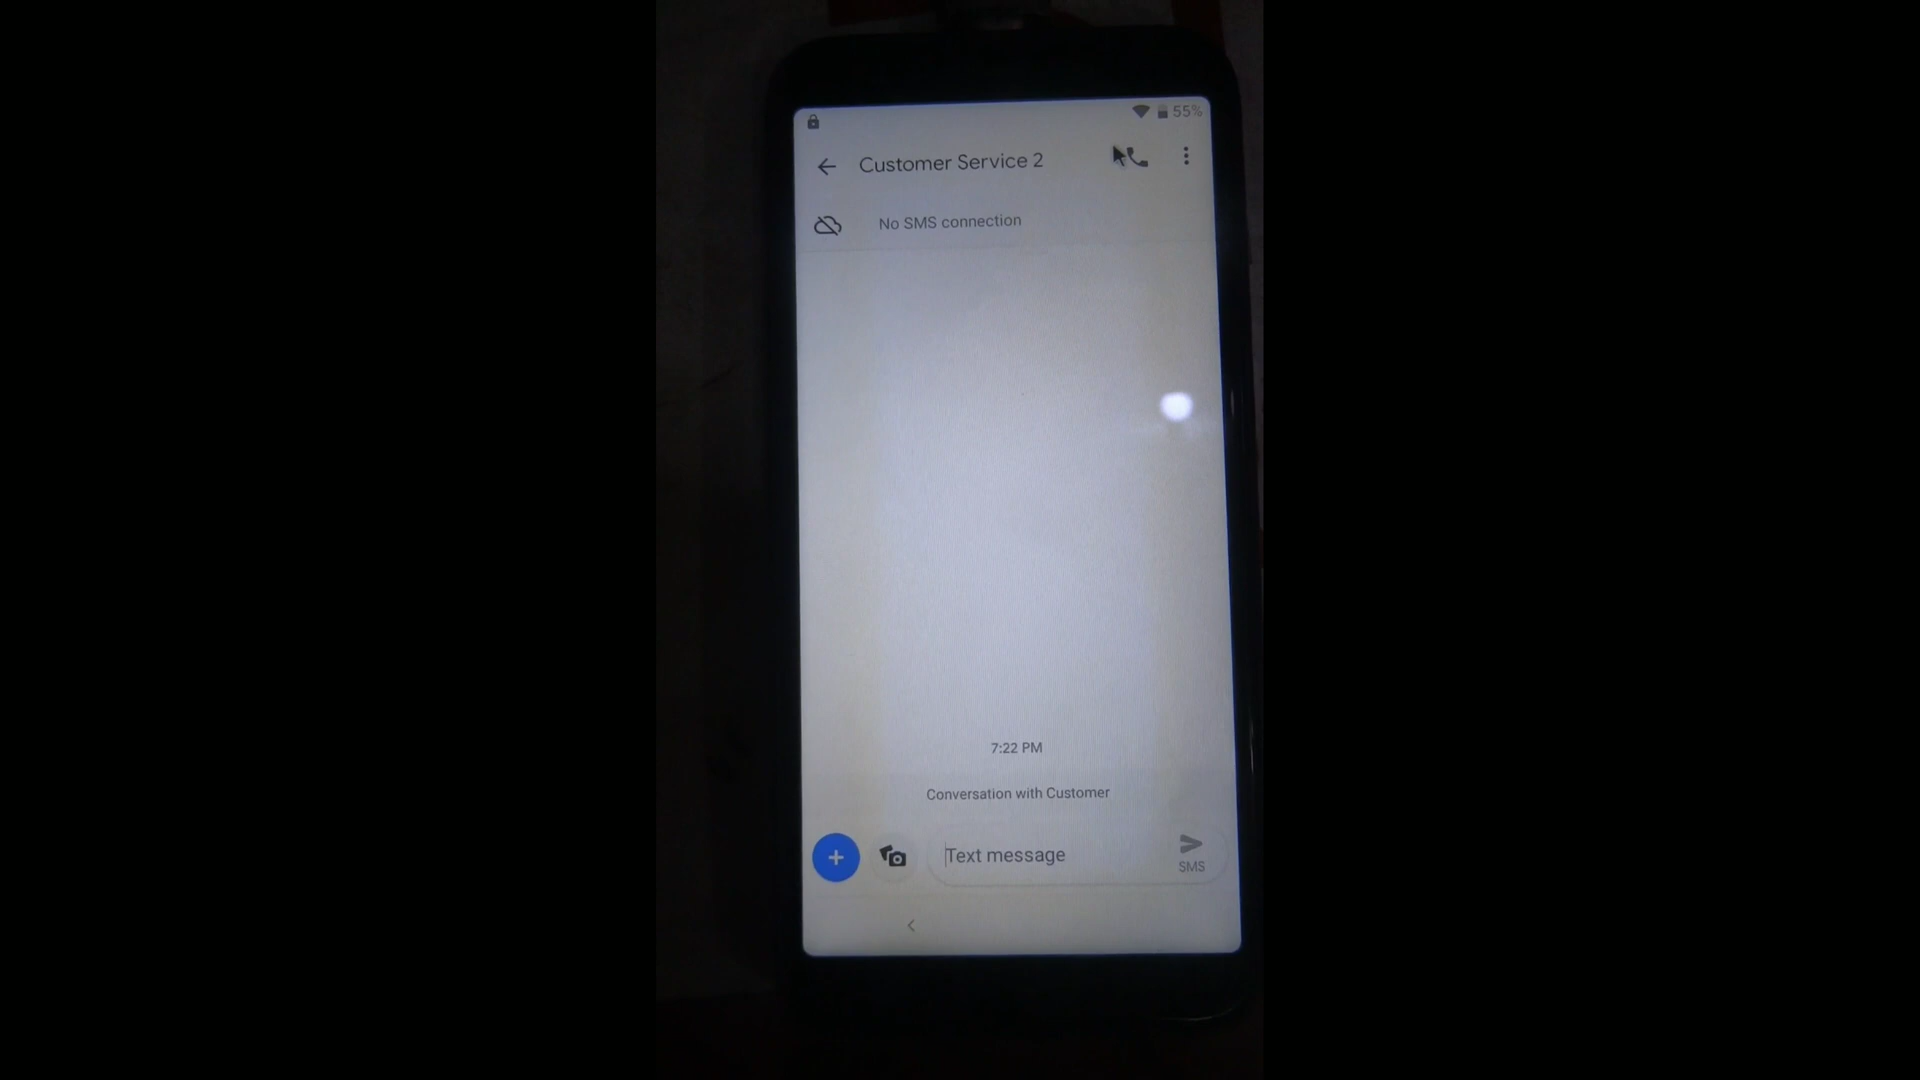 55%
Customer Service 2
No SMS connection
7:22 PM
Conversation with Customer
Text message
SMS